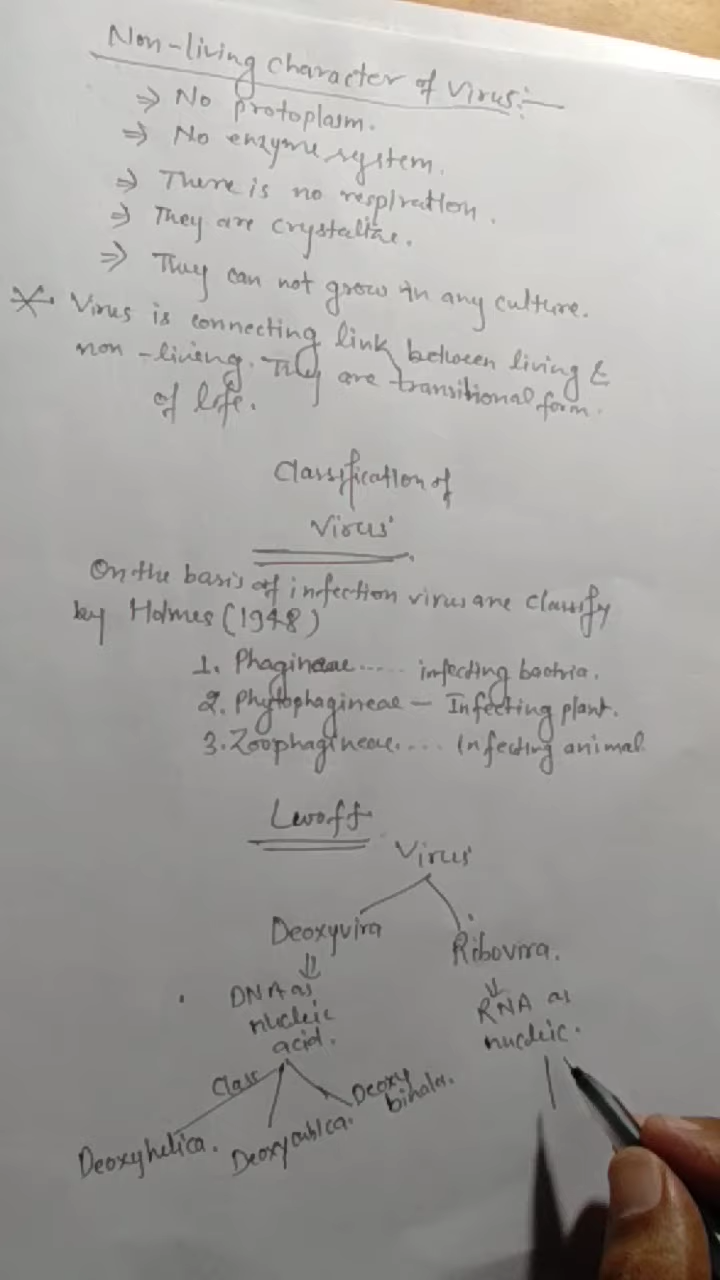 Non-living character of Virus:-
⇒ No protoplasm.
⇒ No enzyme system.
⇒ There is no respiration.
⇒ They are crystalize.
⇒ They can not grow in any culture.
* Virus is connecting link between living &
non-living. They are transitional form
of life.
Classification of
Virus
On the basis of infection virus are classify
by Holmes (1948)
1. Phagineae..... infecting bactria.
2. Phytophagineae - Infecting plant.
3. Zoophagineae.... Infecting animal
Lwoff
Virus
Deoxyvira
Ribovira.
⇓
⇓
DNA as
nucleic
acid.
RNA as
nucleic.
Class
Deoxy
binales.
Deoxyhelica.
Deoxycubica.